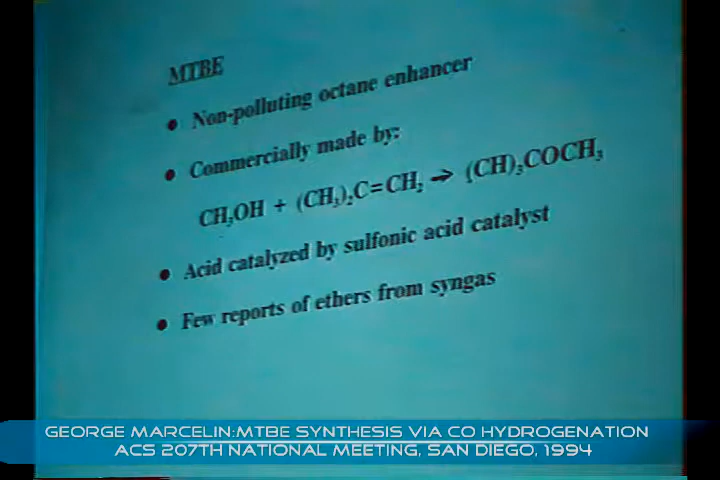 MTBE
• Non-polluting octane enhancer
• Commercially made by:
CH₃OH + (CH₃)₂C=CH₂ → (CH)₃COCH₃
• Acid catalyzed by sulfonic acid catalyst
• Few reports of ethers from syngas
GEORGE MARCELIN:MTBE SYNTHESIS VIA CO HYDROGENATION
ACS 207TH NATIONAL MEETING, SAN DIEGO, 1994